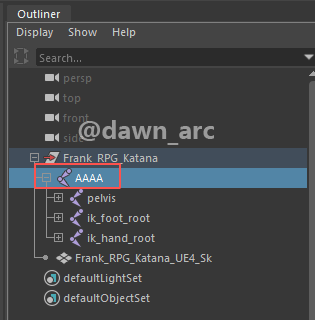 Outliner
Display Show Help
Search...
persp
top
front
side
@dawn_arc
Frank_RPG_Katana
AAAA
pelvis
ik_foot_root
ik_hand_root
Frank_RPG_Katana_UE4_Sk
defaultLightSet
defaultObjectSet